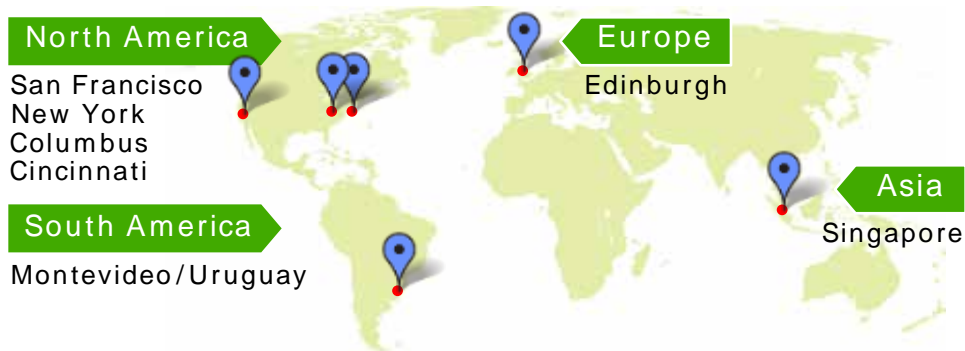 North America
San Francisco
New York
Columbus
Cincinnati
South America
Montevideo/Uruguay
Europe
Edinburgh
Asia
Singapore